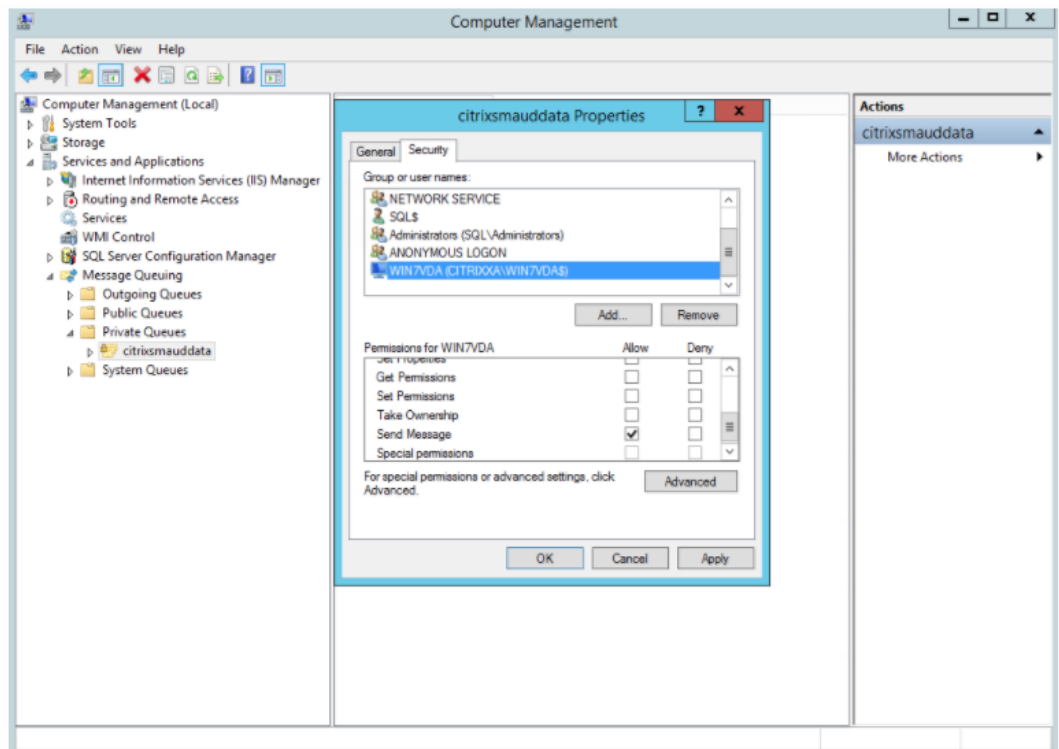 Computer Management
File Action View Help
Computer Management (Local)
System Tools
Storage
Services and Applications
Internet Information Services (IIS) Manager
Routing and Remote Access
Services
WMI Control
SQL Server Configuration Manager
Message Queuing
Outgoing Queues
Public Queues
Private Queues
citrixsmauddata
System Queues
citrixsmauddata Properties
? x
General Security
Group or user names:
NETWORK SERVICE
SQL$
Administrators (SQL\Administrators)
ANONYMOUS LOGON
WIN7VDA (CITRIXXA\WIN7VDA$)
Add... Remove
Permissions for WIN7VDA Allow Deny
Set Properties
Get Permissions
Set Permissions
Take Ownership
Send Message
Special permissions
For special permissions or advanced settings, click
Advanced.
Advanced
OK Cancel Apply
Actions
citrixsmauddata
More Actions